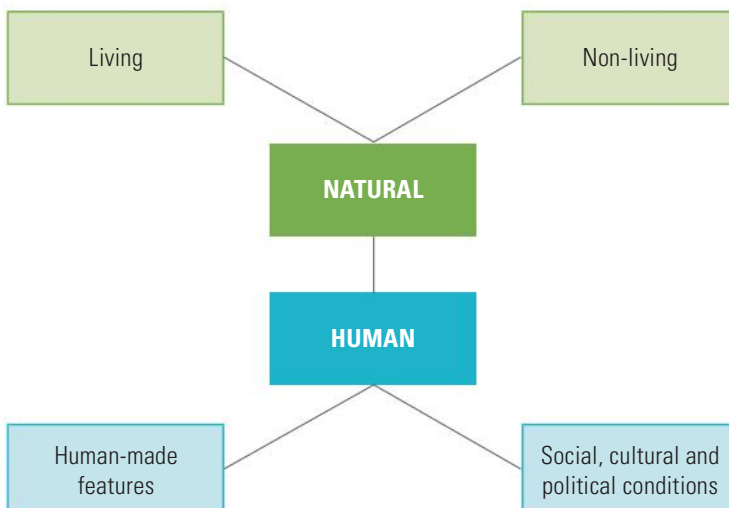 Living
Non-living
NATURAL
HUMAN
Human-made
features
Social, cultural and
political conditions